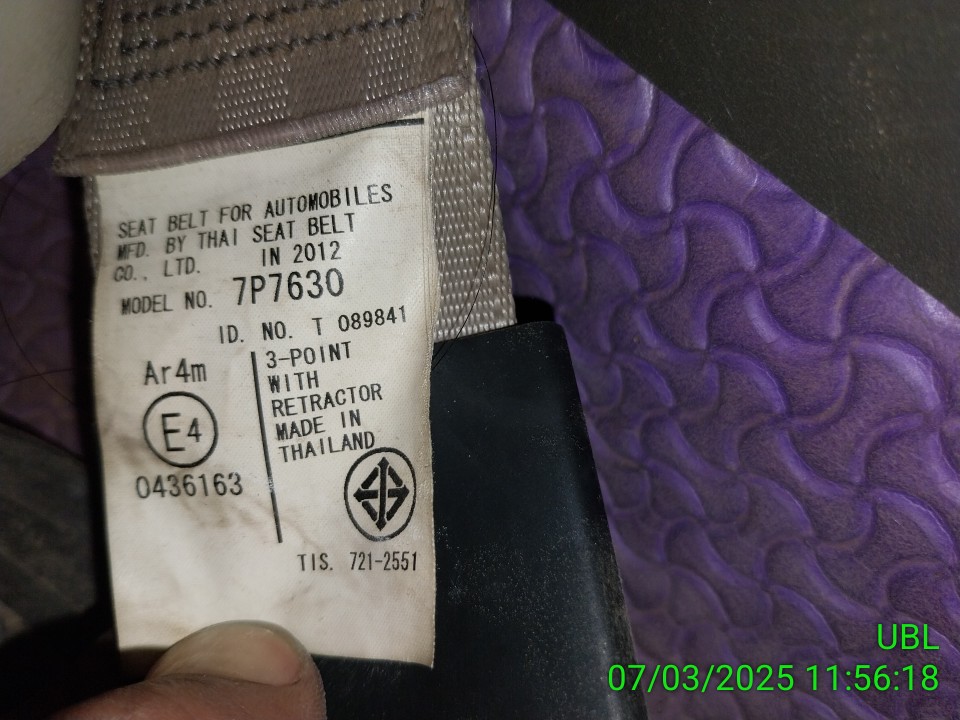 SEAT BELT FOR AUTOMOBILES
MFD. BY THAI SEAT BELT
CO., LTD. IN 2012
MODEL NO. 7P7630
ID. NO. T 089841
Ar4m
E4
0436163
3-POINT
WITH
RETRACTOR
MADE IN
THAILAND
TIS. 721-2551
UBL
07/03/2025 11:56:18